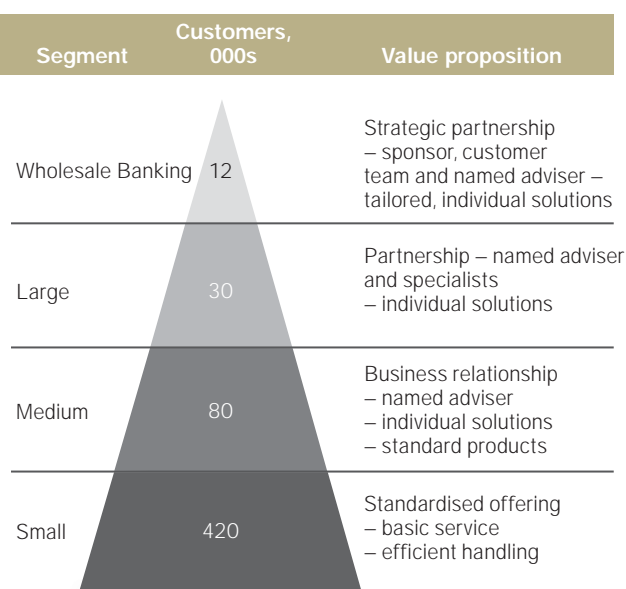 Segment
Customers,
000s
Value proposition
Wholesale Banking
12
Strategic partnership
– sponsor, customer
team and named adviser –
tailored, individual solutions
Large
30
Partnership – named adviser
and specialists
– individual solutions
Medium
80
Business relationship
– named adviser
– individual solutions
– standard products
Small
420
Standardised offering
– basic service
– efficient handling